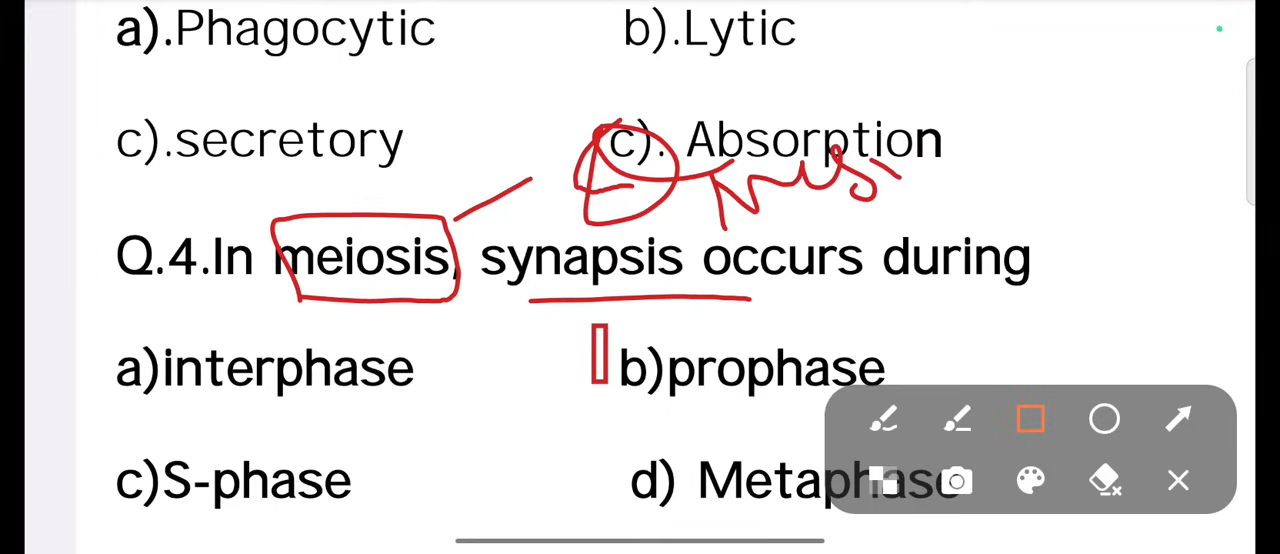 a).Phagocytic b).Lytic
c).secretory c). Absorption
Q.4.In meiosis, synapsis occurs during
a)interphase b)prophase
c)S-phase d) Metaphase